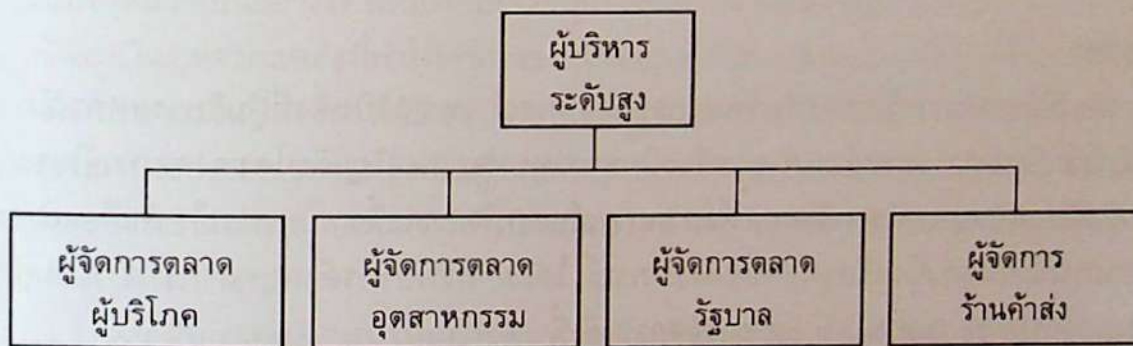 ผู้บริหาร
ระดับสูง
ผู้จัดการตลาด
ผู้บริโภค
ผู้จัดการตลาด
อุตสาหกรรม
ผู้จัดการตลาด
รัฐบาล
ผู้จัดการ
ร้านค้าส่ง